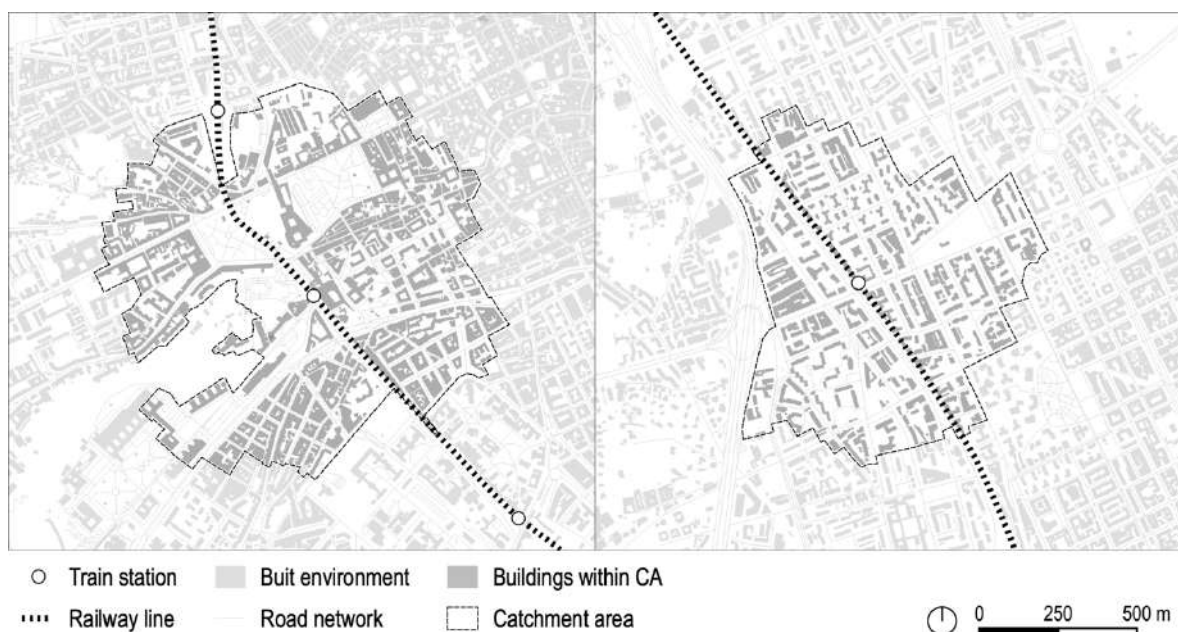 Train station Buit environment Buildings within CA
Railway line Road network Catchment area 0 250 500 m